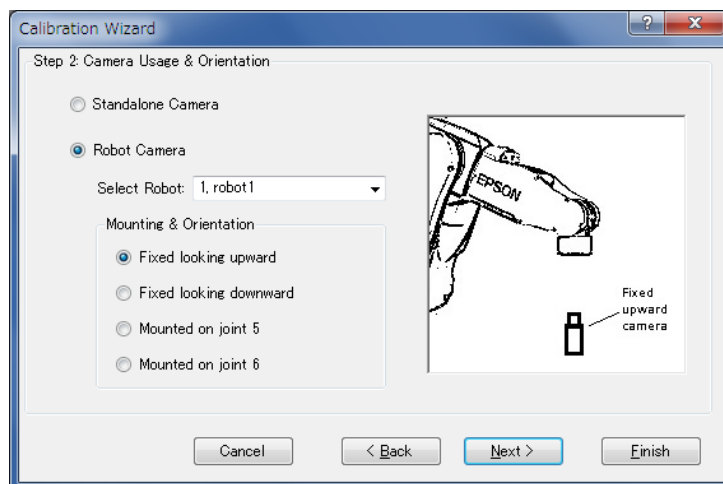 Calibration Wizard
Step 2: Camera Usage & Orientation
Standalone Camera
Robot Camera
Select Robot: 1, robot1
Mounting & Orientation
Fixed looking upward
Fixed looking downward
Mounted on joint 5
Mounted on joint 6
EPSON
Fixed
upward
camera
Cancel
< Back
Next >
Finish